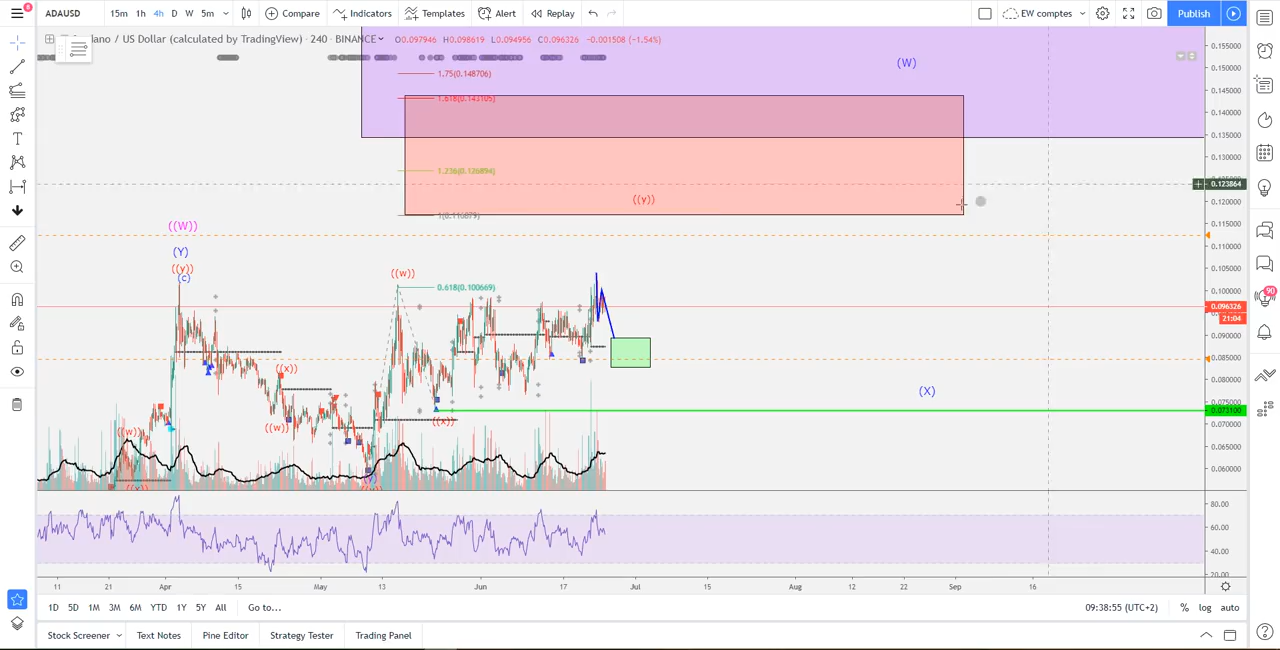 8
ADAUSD 15m 1h 4h D W 5m Compare Indicators Templates Alert Replay EW comptes Publish
dano / US Dollar (calculated by TradingView) · 240 · BINANCE O0.097946 H0.098619 L0.094956 C0.096326 -0.001508 (-1.54%)
0.155000
(W)
0.150000
1.75(0.148706)
0.145000
1.618(0.143105)
0.140000
0.135000
0.130000
1.236(0.126894)
0.123864
((y))
0.120000
1(0.116879)
0.115000
((W))
0.110000
(Y)
((y))
(c)
((w))
0.105000
0.618(0.100669)
0.100000
0.096326
21:04
0.090000
0.085000
((x))
0.080000
(X)
0.075000
0.073100
((x))
0.070000
((w))
((w))
0.065000
0.060000
((x))
80.00
60.00
40.00
20.00
11 21 Apr 15 May 13 Jun 17 Jul 15 Aug 12 22 Sep 16
1D 5D 1M 3M 6M YTD 1Y 5Y All Go to... 09:38:55 (UTC+2) % log auto
Stock Screener Text Notes Pine Editor Strategy Tester Trading Panel
90